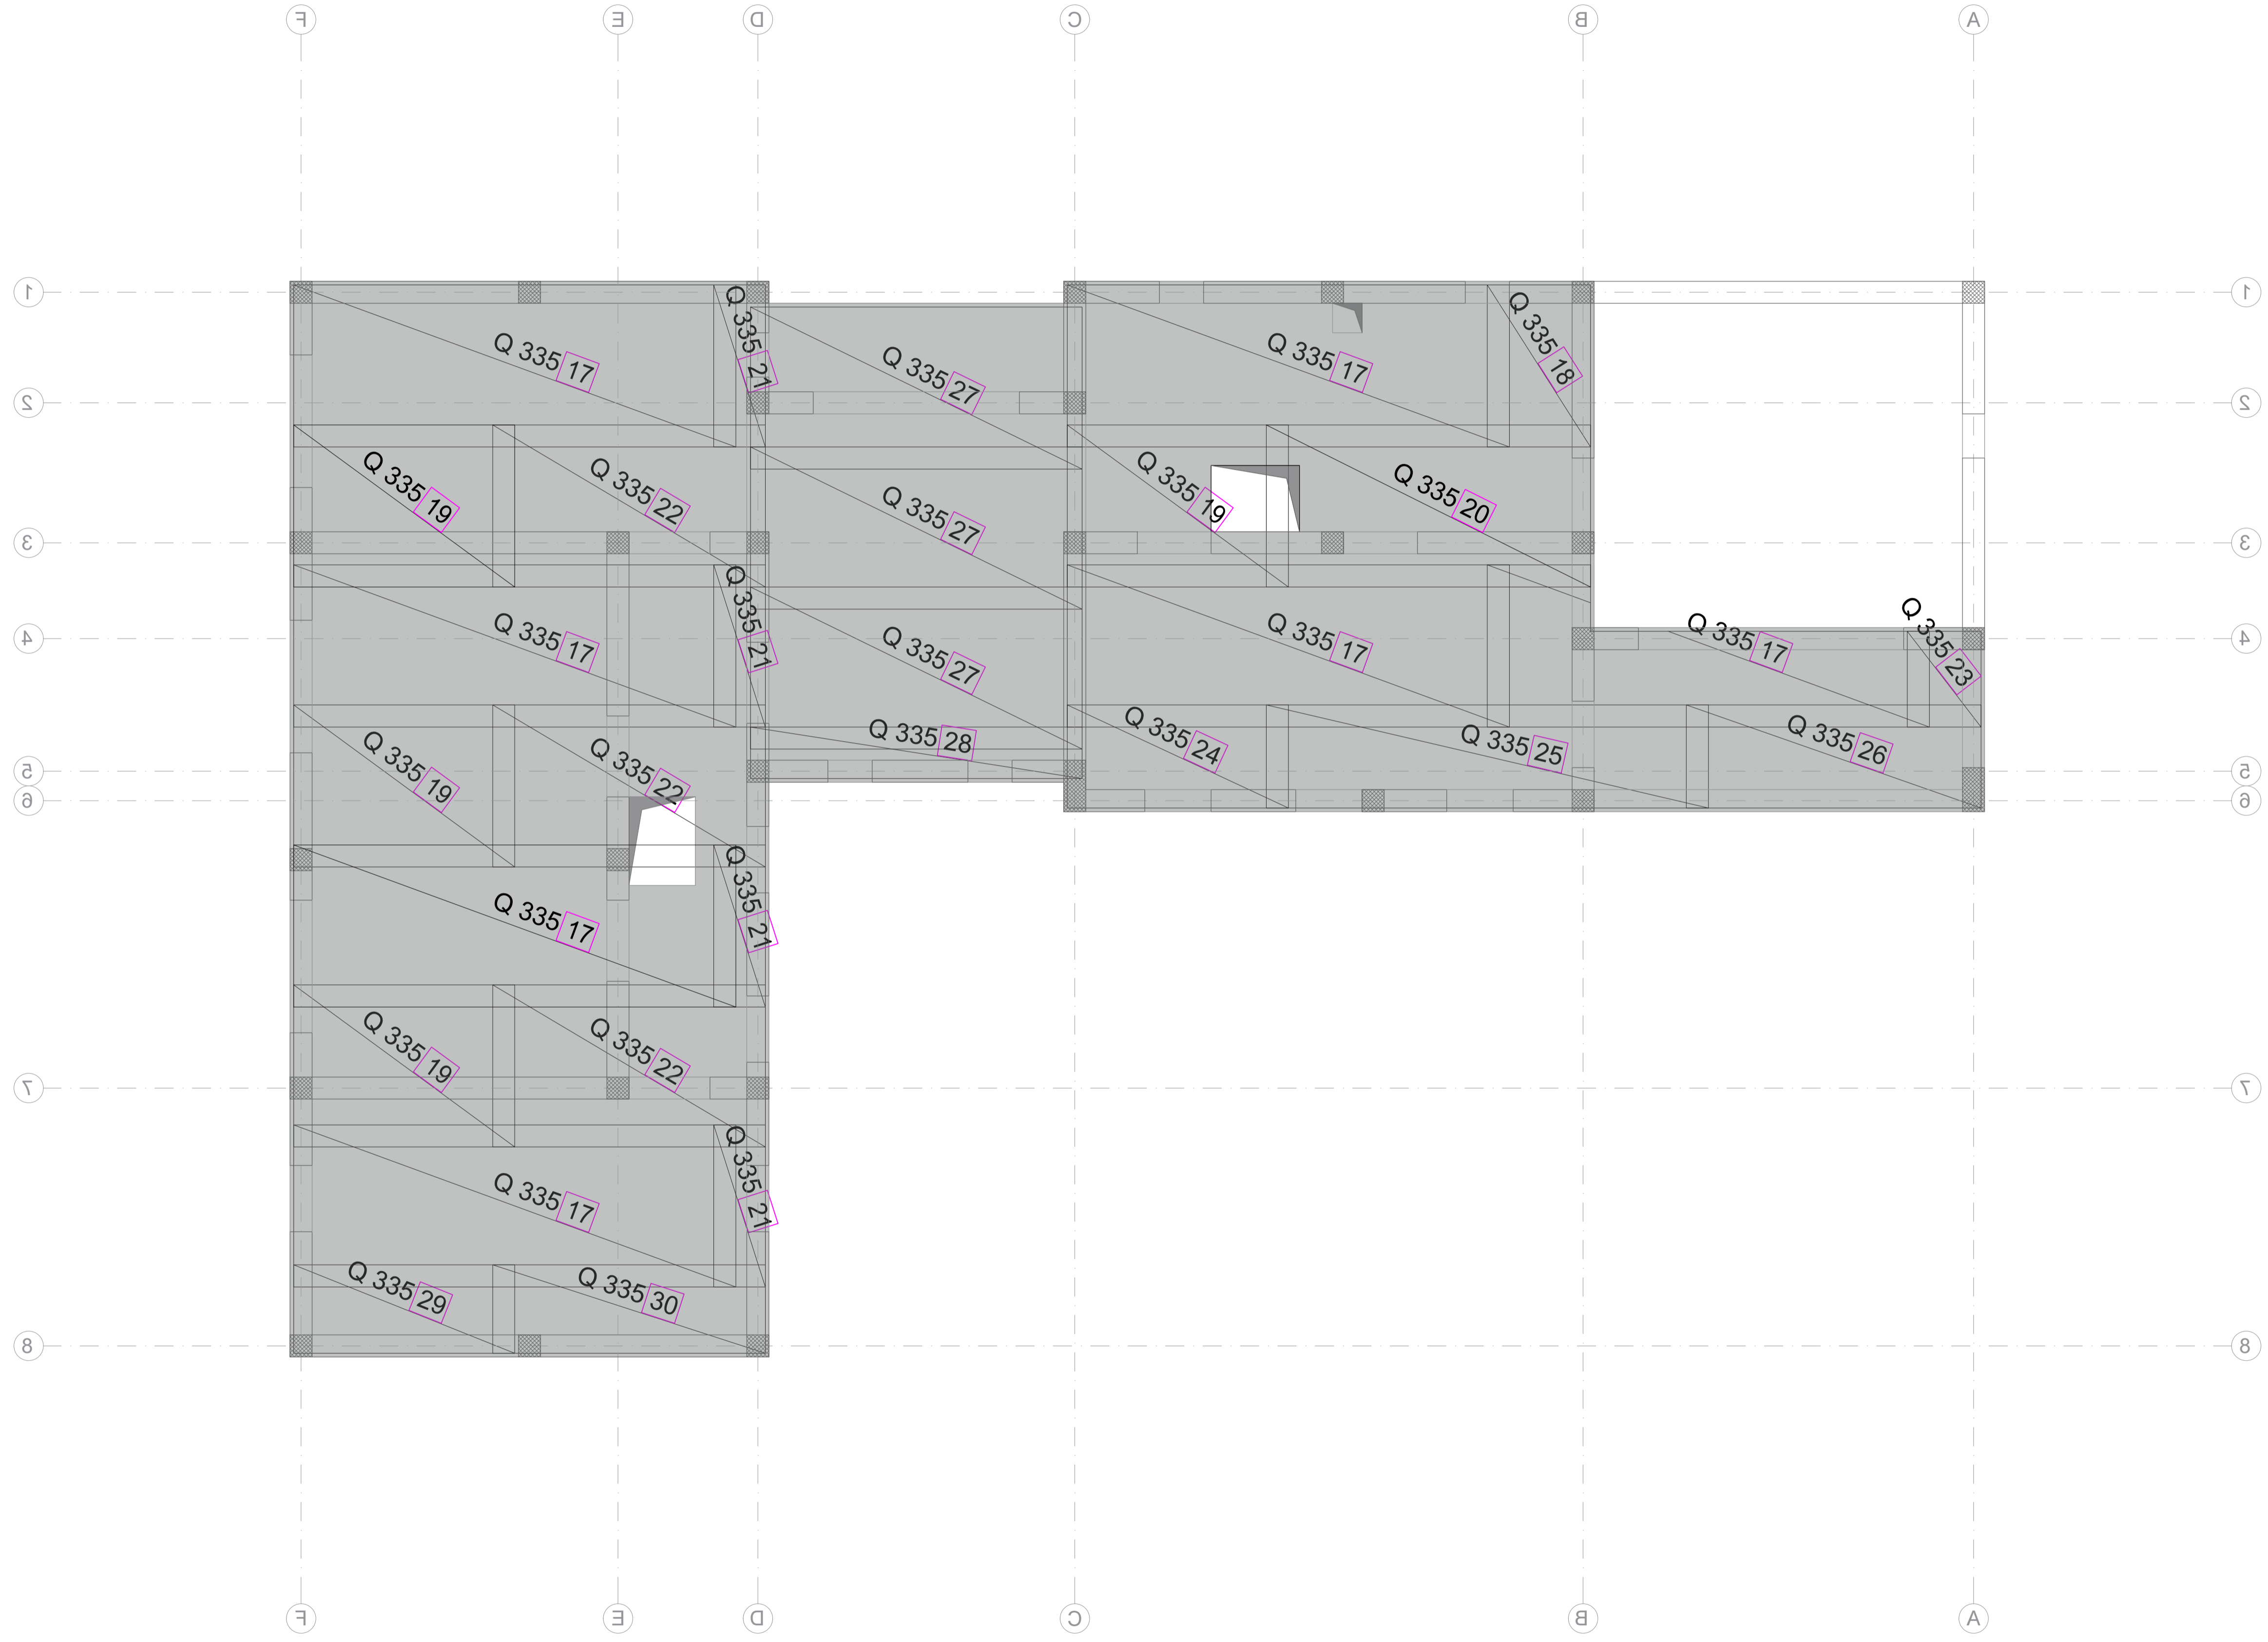 F E D C B A
1 1
Q 335 21
Q 335 18
Q 335 17
Q 335 17
Q 335 27
2 2
Q 335 19
Q 335 22
Q 335 27
Q 335 19
Q 335 20
3 3
Q 335 17
Q 335 21
Q 335 27
Q 335 17
Q 335 17
Q 335 23
4 4
Q 335 19
Q 335 22
Q 335 28
Q 335 24
Q 335 25
Q 335 26
5 5
6 6
Q 335 17
Q 335 21
Q 335 19
Q 335 22
7 7
Q 335 17
Q 335 21
Q 335 29
Q 335 30
8 8
F E D C B A